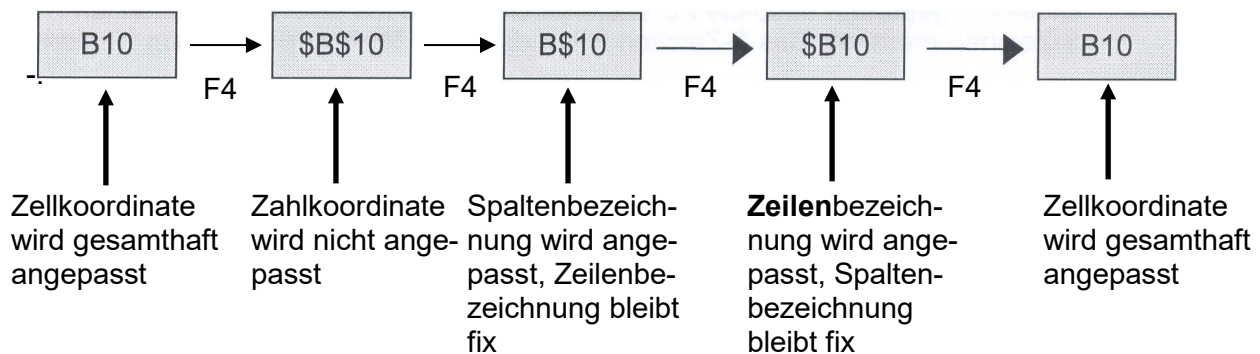 B10 $B$10 B$10 $B10 B10
F4 F4 F4 F4
Zellkoordinate
wird gesamthaft
angepasst
Zahlkoordinate
wird nicht ange-
passt
Spaltenbezeich-
nung wird ange-
passt, Zeilenbe-
zeichnung bleibt
fix
Zeilenbezeich-
nung wird ange-
passt, Spalten-
bezeichnung
bleibt fix
Zellkoordinate
wird gesamthaft
angepasst